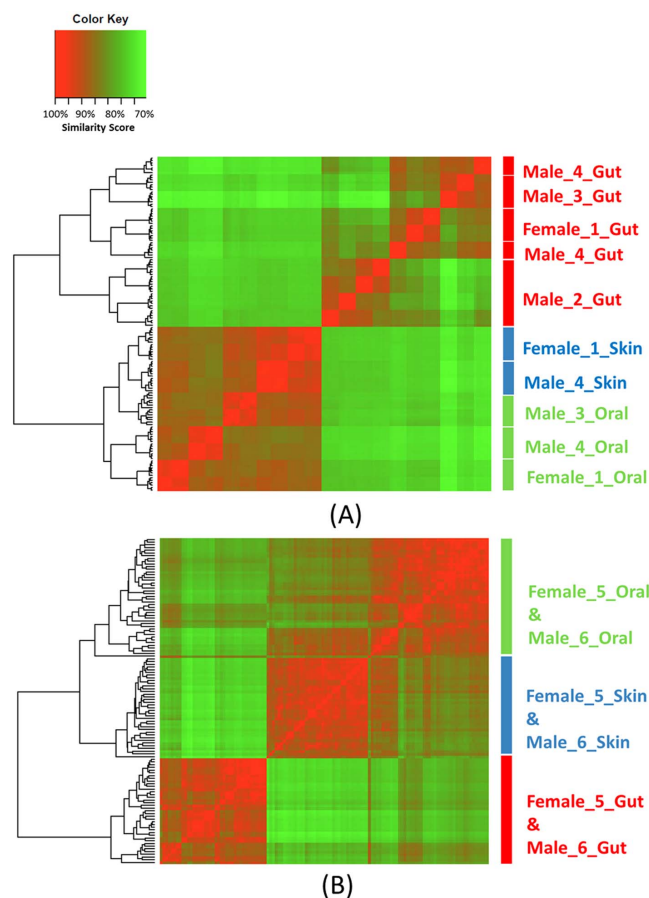 Color Key
100% 90% 80% 70%
Similarity Score
Male_4_Gut
Male_3_Gut
Female_1_Gut
Male_4_Gut
Male_2_Gut
Female_1_Skin
Male_4_Skin
Male_3_Oral
Male_4_Oral
Female_1_Oral
(A)
Female_5_Oral
&
Male_6_Oral
Female_5_Skin
&
Male_6_Skin
Female_5_Gut
&
Male_6_Gut
(B)